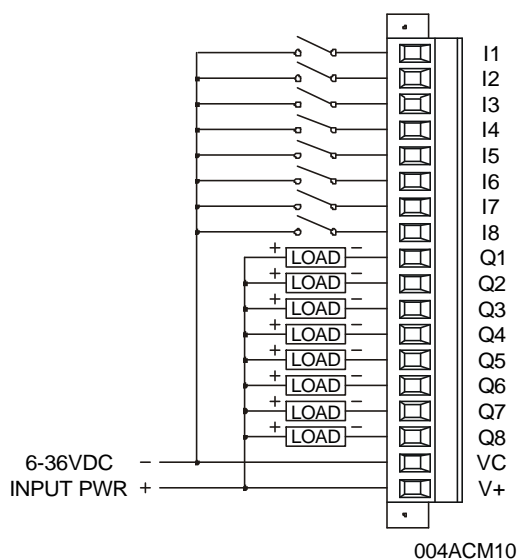 I1
I2
I3
I4
I5
I6
I7
I8
+ LOAD − Q1
+ LOAD − Q2
+ LOAD − Q3
+ LOAD − Q4
+ LOAD − Q5
+ LOAD − Q6
+ LOAD − Q7
+ LOAD − Q8
6-36VDC − VC
INPUT PWR + V+
004ACM10